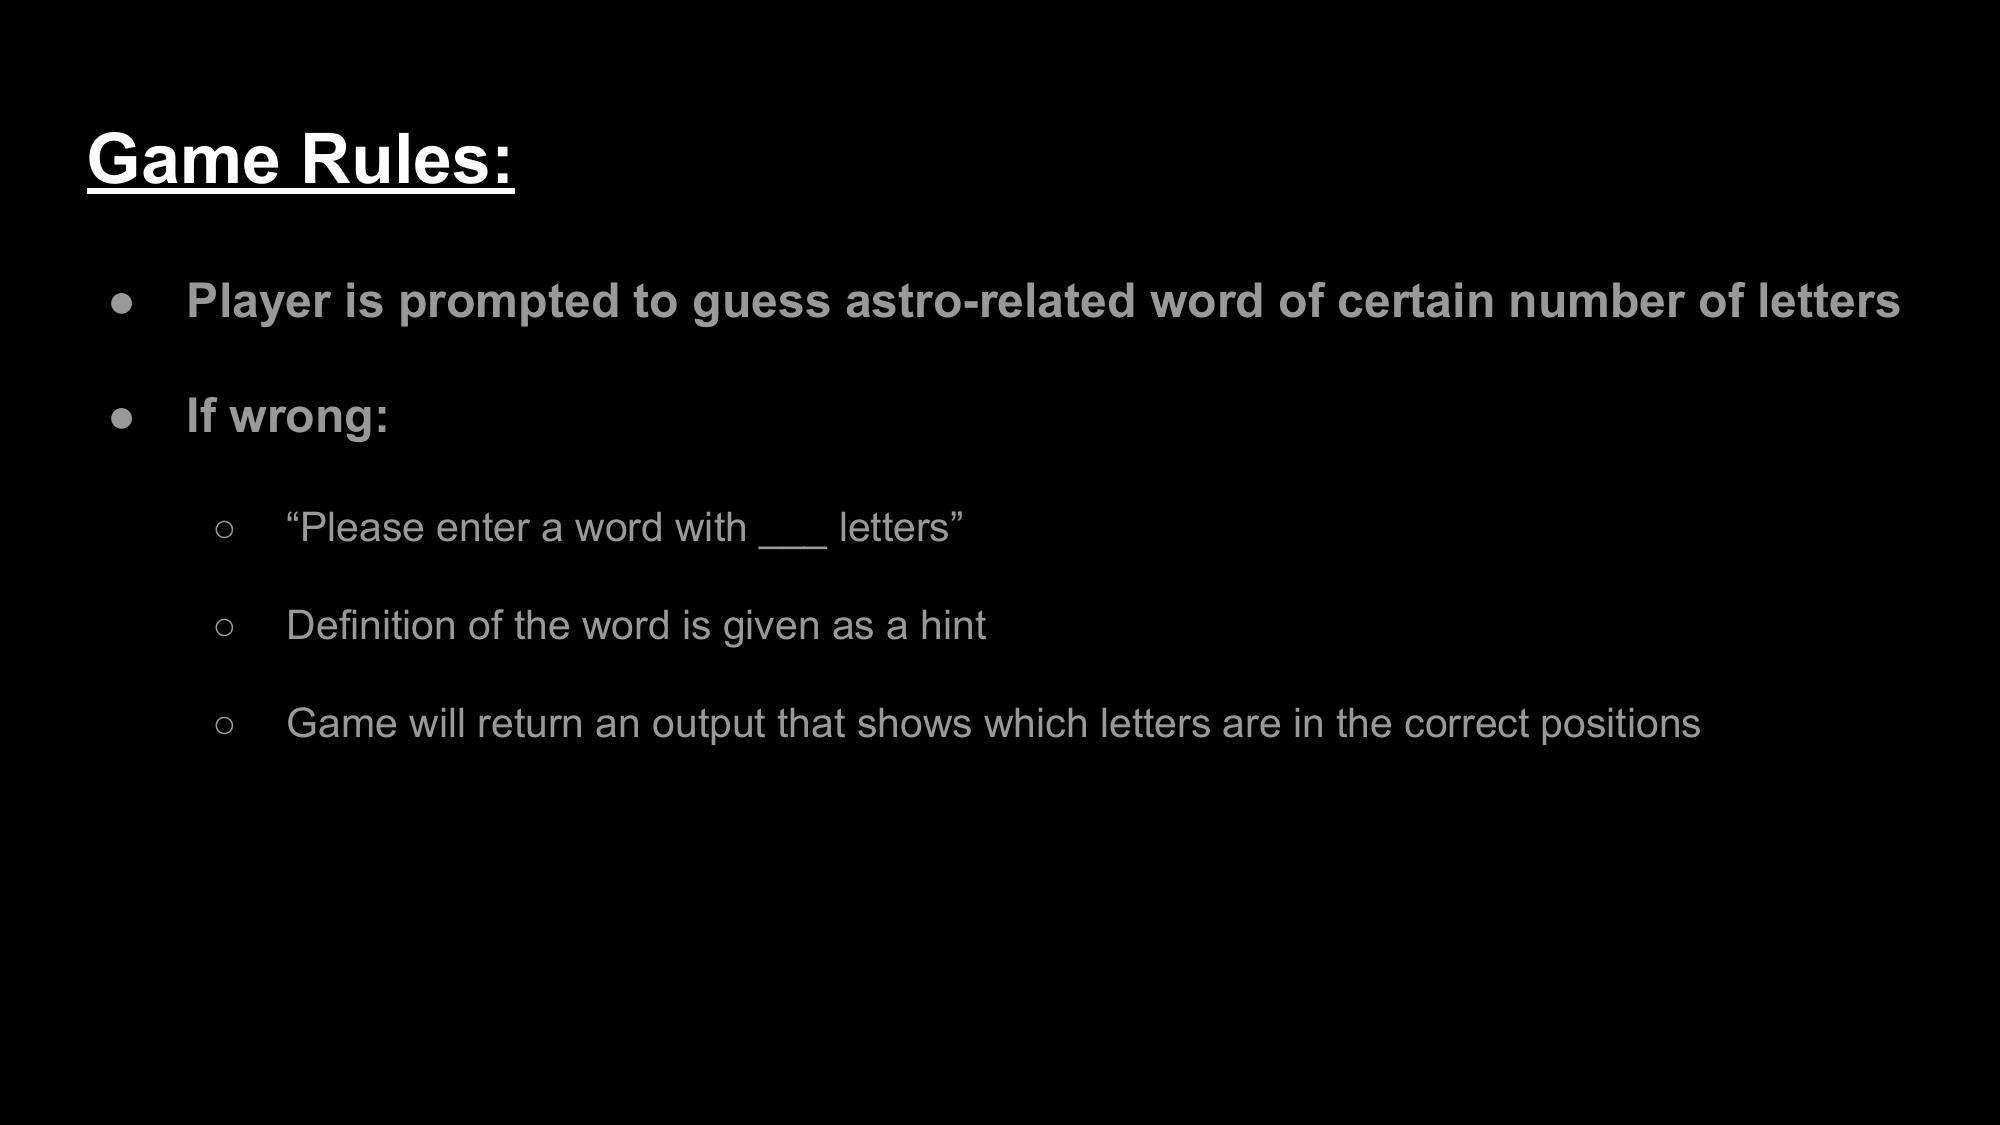 Game Rules:
● Player is prompted to guess astro-related word of certain number of letters
● If wrong:
○ “Please enter a word with ___ letters”
○ Definition of the word is given as a hint
○ Game will return an output that shows which letters are in the correct positions